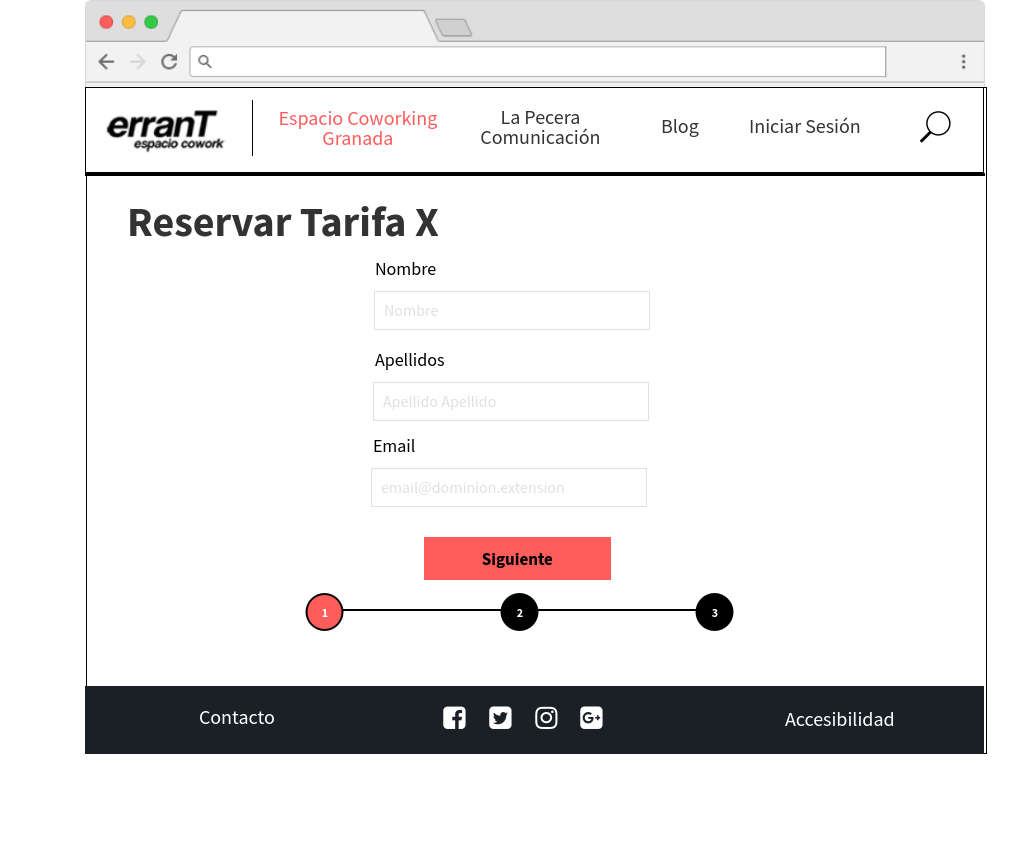 erranT
espacio cowork
Espacio Coworking
Granada
La Pecera
Comunicación
Blog
Iniciar Sesión
Reservar Tarifa X
Nombre
Nombre
Apellidos
Apellido Apellido
Email
email@dominion.extension
Siguiente
1
2
3
Contacto
G+
Accesibilidad